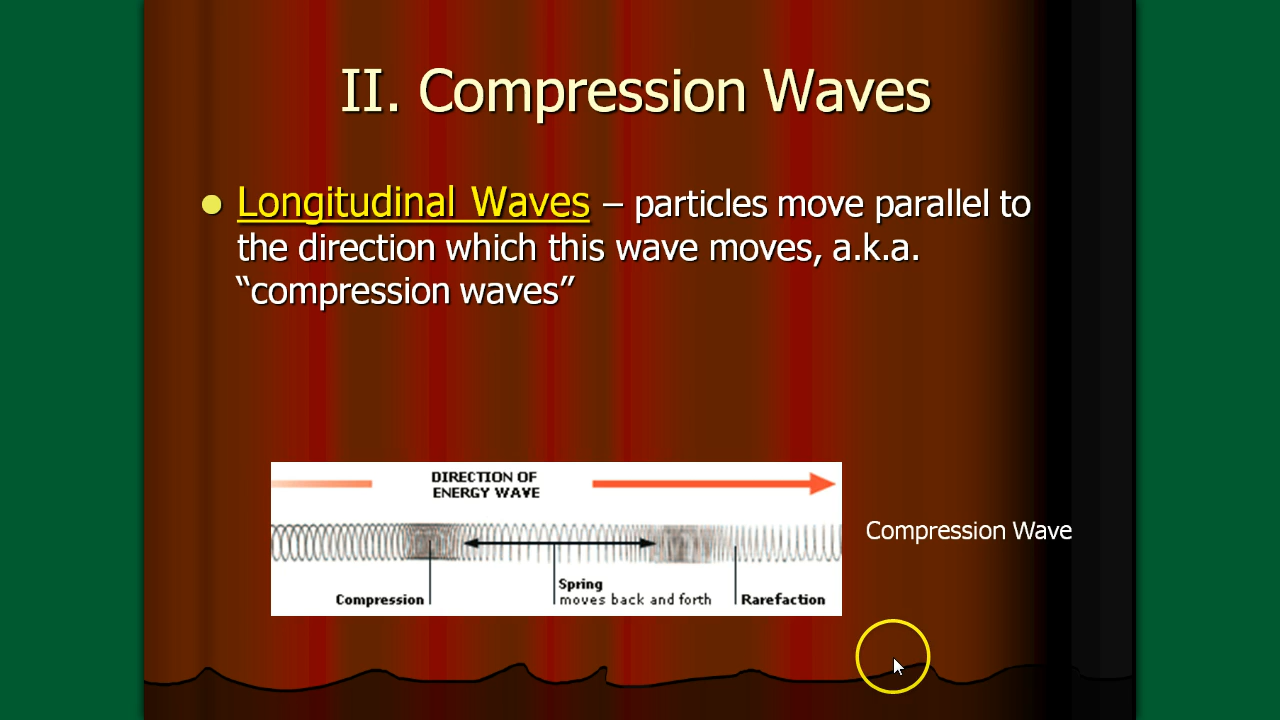 II. Compression Waves
Longitudinal Waves – particles move parallel to
the direction which this wave moves, a.k.a.
“compression waves”
DIRECTION OF
ENERGY WAVE
Compression Wave
Spring
Compression
moves back and forth
Rarefaction